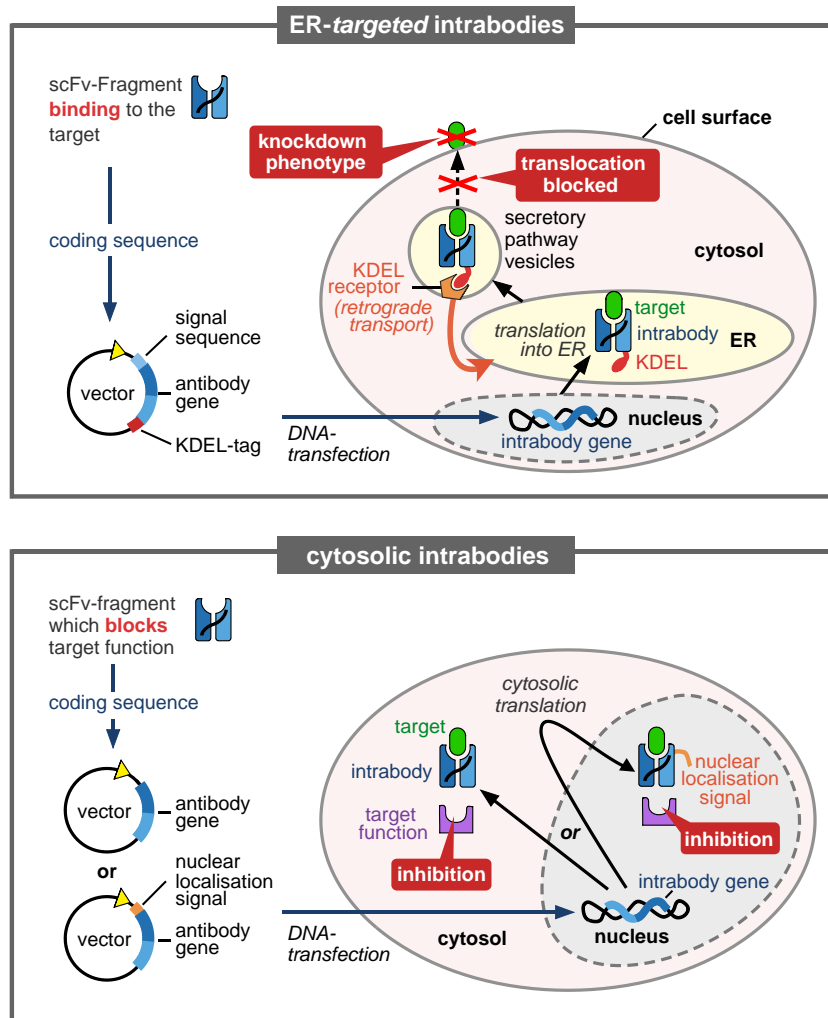 ER-targeted intrabodies
scFv-Fragment
binding to the
target
coding sequence
signal
sequence
vector
antibody
gene
KDEL-tag
DNA-
transfection
knockdown
phenotype
translocation
blocked
cell surface
secretory
pathway
vesicles
cytosol
KDEL
receptor
(retrograde
transport)
translation
into ER
target
intrabody
KDEL
ER
nucleus
intrabody gene
cytosolic intrabodies
scFv-fragment
which blocks
target function
coding sequence
vector
antibody
gene
or
nuclear
localisation
signal
vector
antibody
gene
DNA-
transfection
cytosolic
translation
target
intrabody
target
function
inhibition
or
nuclear
localisation
signal
inhibition
intrabody gene
nucleus
cytosol